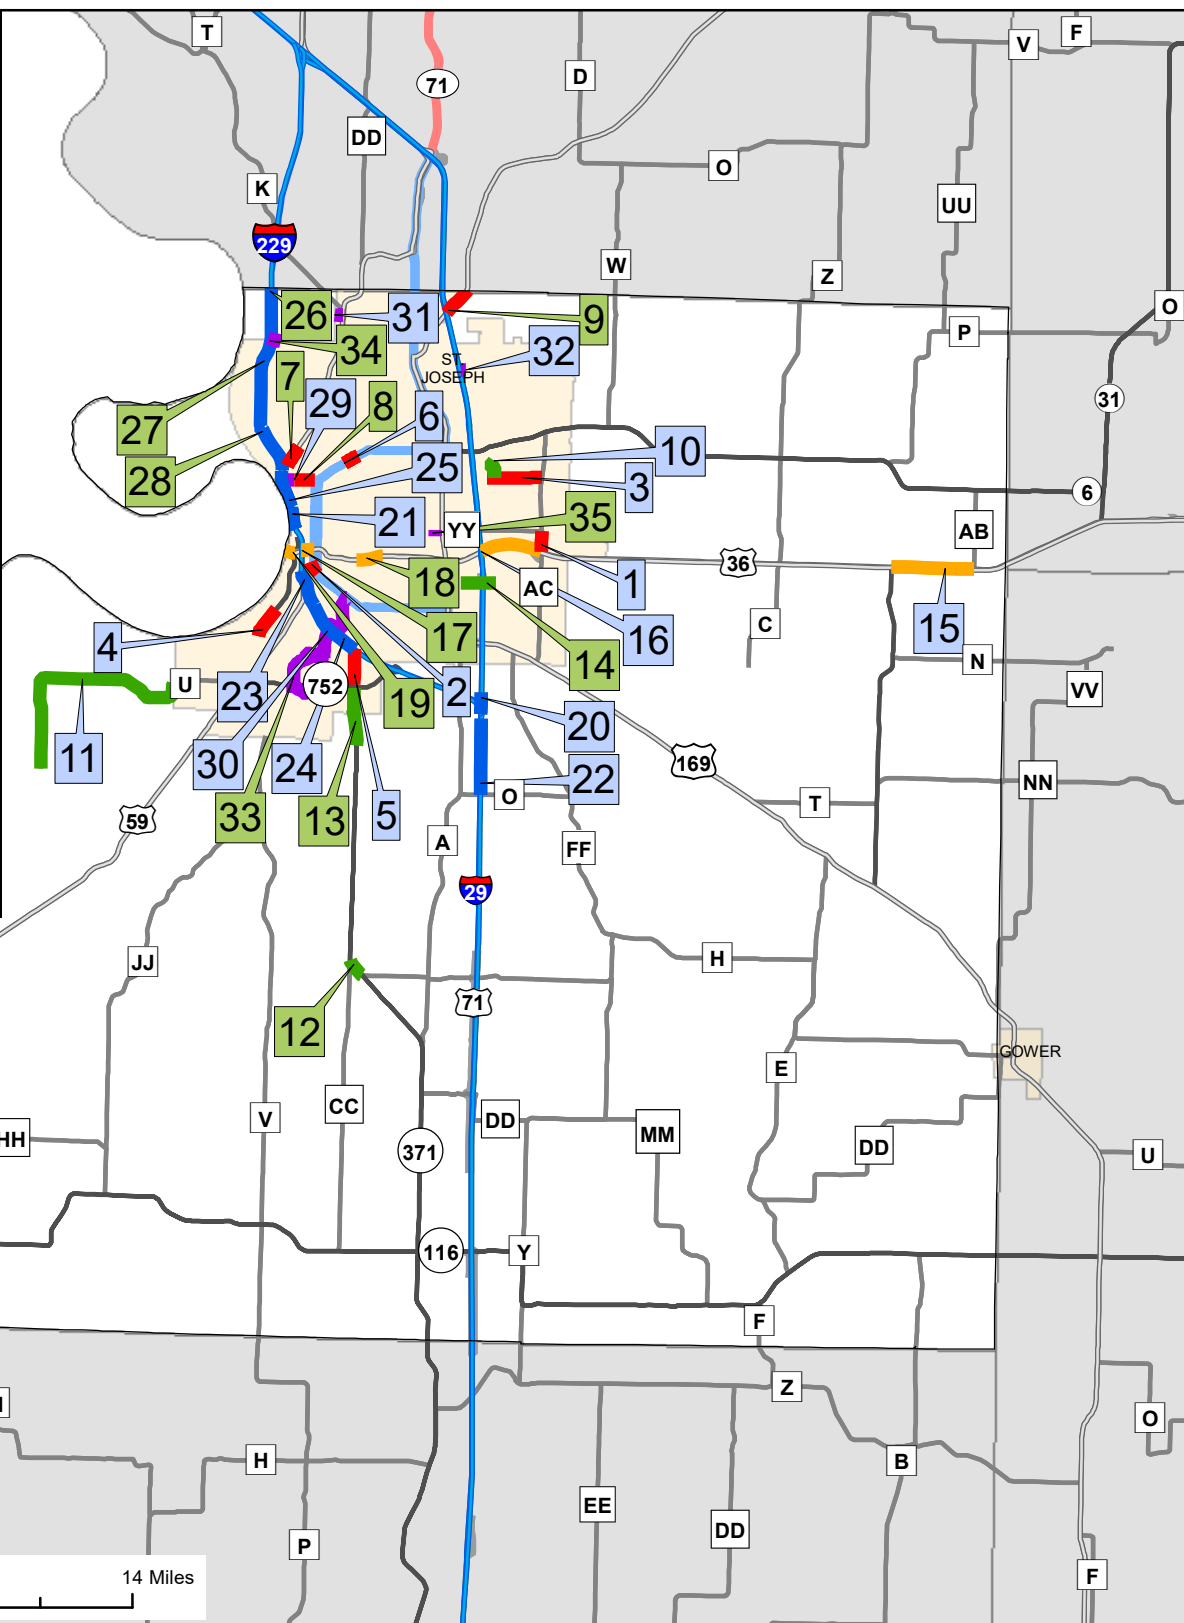 T
F
V
71
D
DD
O
K
UU
229
W
Z
O
26
31
9
P
34
32
ST
JOSEPH
7
29
8
6
31
27
10
25
28
3
6
21
YY
35
AB
18
36
1
AC
15
4
17
16
C
14
N
U
752
23
2
19
VV
20
11
30
24
169
22
NN
O
T
33
13
5
59
A
FF
29
JJ
H
71
12
GOWER
E
CC
V
DD
MM
HH
371
DD
U
116
Y
F
Z
O
H
B
EE
DD
P
14 Miles
F